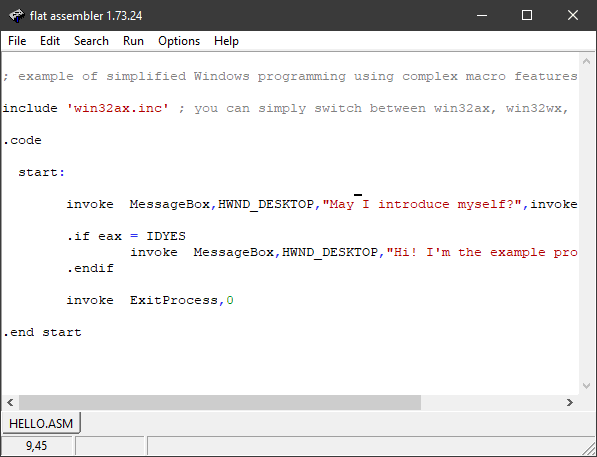 flat assembler 1.73.24
File Edit Search Run Options Help
; example of simplified Windows programming using complex macro features
include 'win32ax.inc' ; you can simply switch between win32ax, win32wx,
.code
start:
invoke MessageBox,HWND_DESKTOP,"May I introduce myself?",invoke
.if eax = IDYES
invoke MessageBox,HWND_DESKTOP,"Hi! I'm the example pro
.endif
invoke ExitProcess,0
.end start
HELLO.ASM
9,45